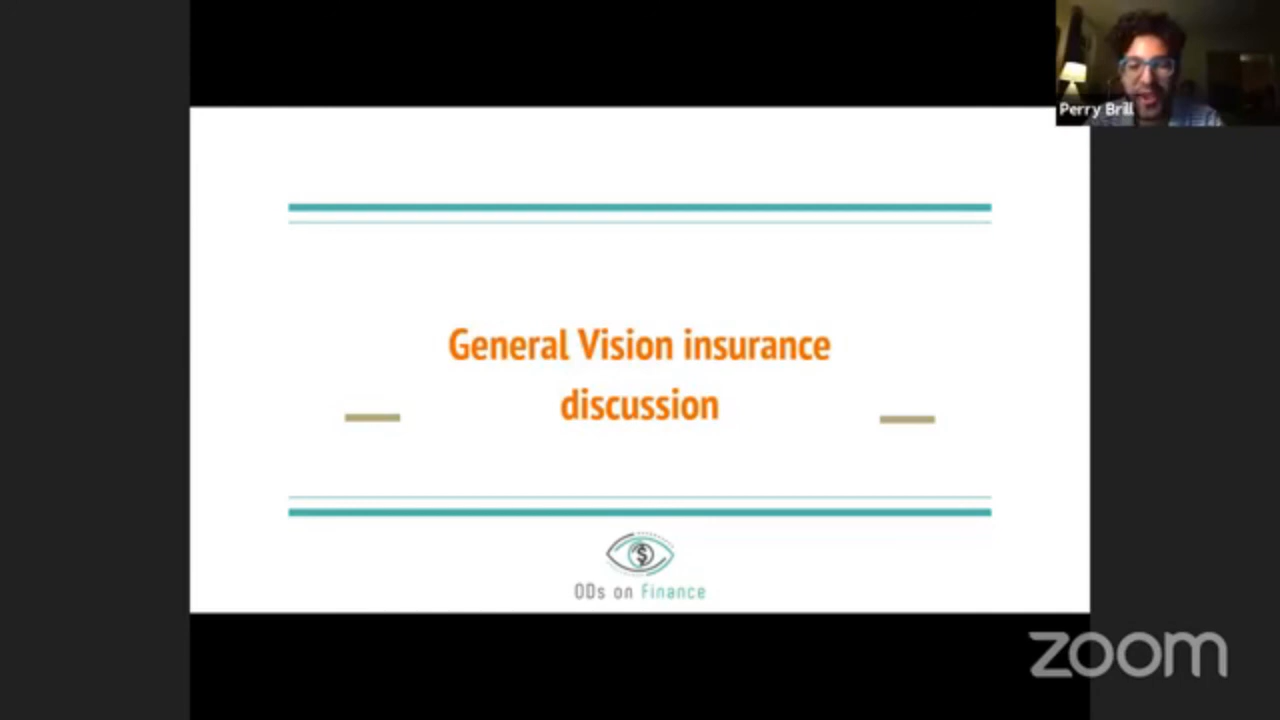 Perry Brill
General Vision insurance
discussion
$
ODs on Finance
zoom